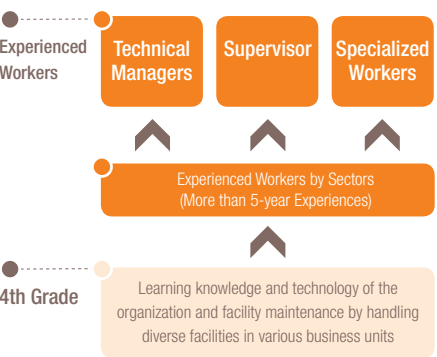 Experienced
Workers
Technical
Managers
Supervisor
Specialized
Workers
Experienced Workers by Sectors
(More than 5-year Experiences)
4th Grade
Learning knowledge and technology of the
organization and facility maintenance by handling
diverse facilities in various business units